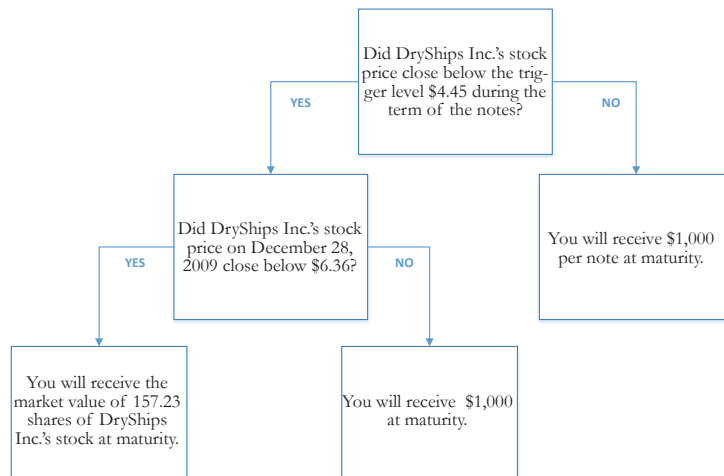 Did DryShips Inc.'s stock
price close below the trig-
ger level $4.45 during the
term of the notes?
YES
NO
Did DryShips Inc.'s stock
price on December 28,
2009 close below $6.36?
You will receive $1,000
per note at maturity.
YES
NO
You will receive the
market value of 157.23
shares of DryShips
Inc.'s stock at maturity.
You will receive $1,000
at maturity.